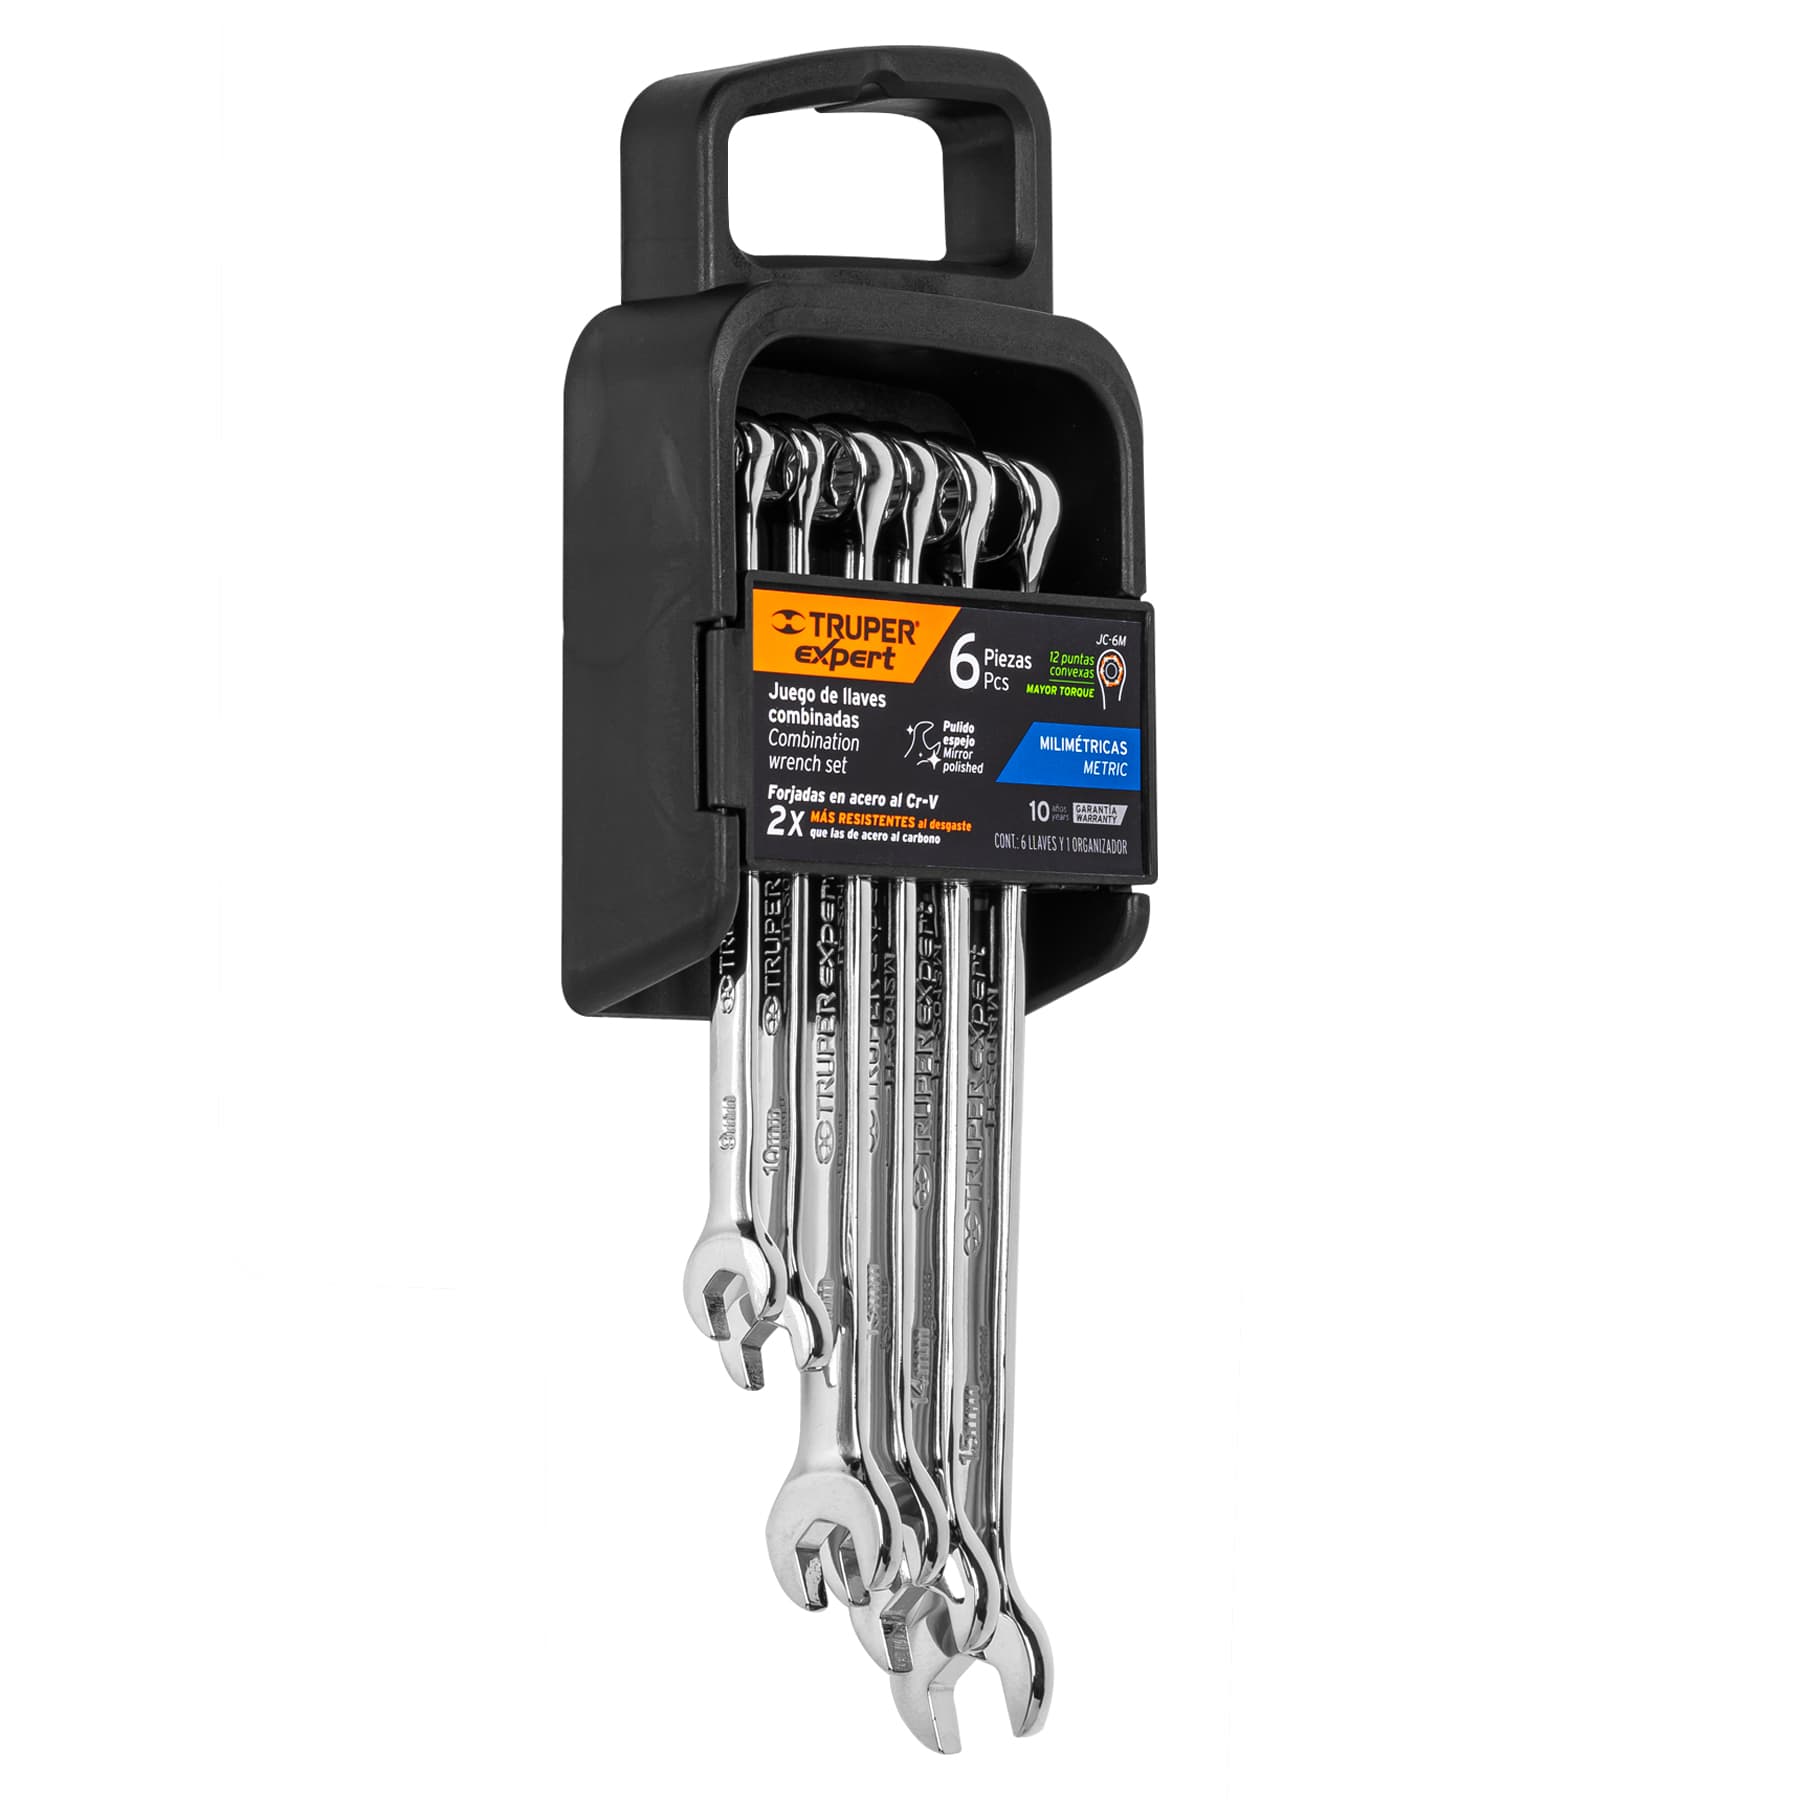 TRUPER®
expert
6 Piezas
Pcs
JC-6M
12 puntas
convexas
MAYOR TORQUE
Juego de llaves
combinadas
Combination
wrench set
Pulido
espejo
Mirror
polished
MILIMÉTRICAS
METRIC
Forjadas en acero al Cr-V
2X MÁS RESISTENTES al desgaste
que las de acero al carbono
10 años
years
GARANTÍA
WARRANTY
CONT.: 6 LLAVES Y 1 ORGANIZADOR
9mm
TRUPER
10mm
TRUPER EXPERT
TRUPER EXPERT
13mm
TRUPER EXPERT
14mm
TRUPER EXPERT
15mm